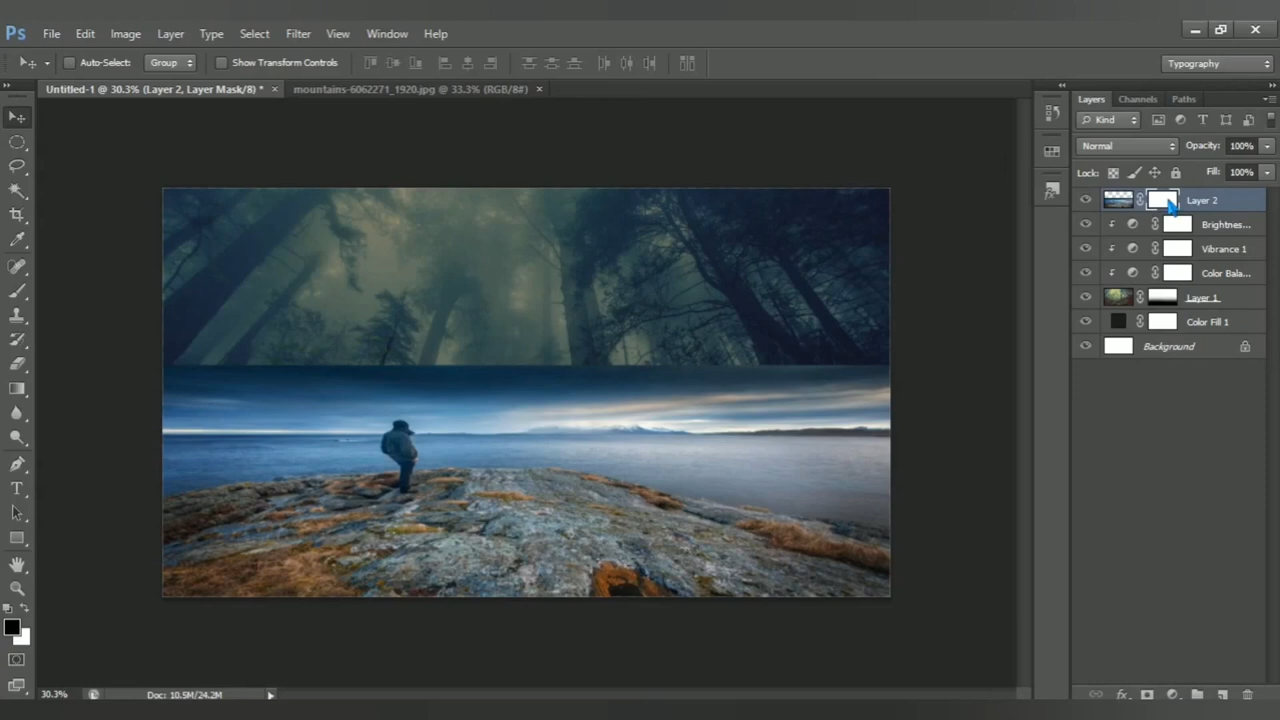 Ps File Edit Image Layer Type Select Filter View Window Help
Auto-Select: Group Show Transform Controls Typography
Untitled-1 @ 30.3% (Layer 2, Layer Mask/8) * × mountains-6062271_1920.jpg @ 33.3% (RGB/8#) ×
Layers Channels Paths
Kind
Normal Opacity: 100%
Lock: Fill: 100%
Layer 2
Brightnes...
Vibrance 1
Color Bala...
Layer 1
Color Fill 1
Background
30.3% Doc: 10.5M/24.2M